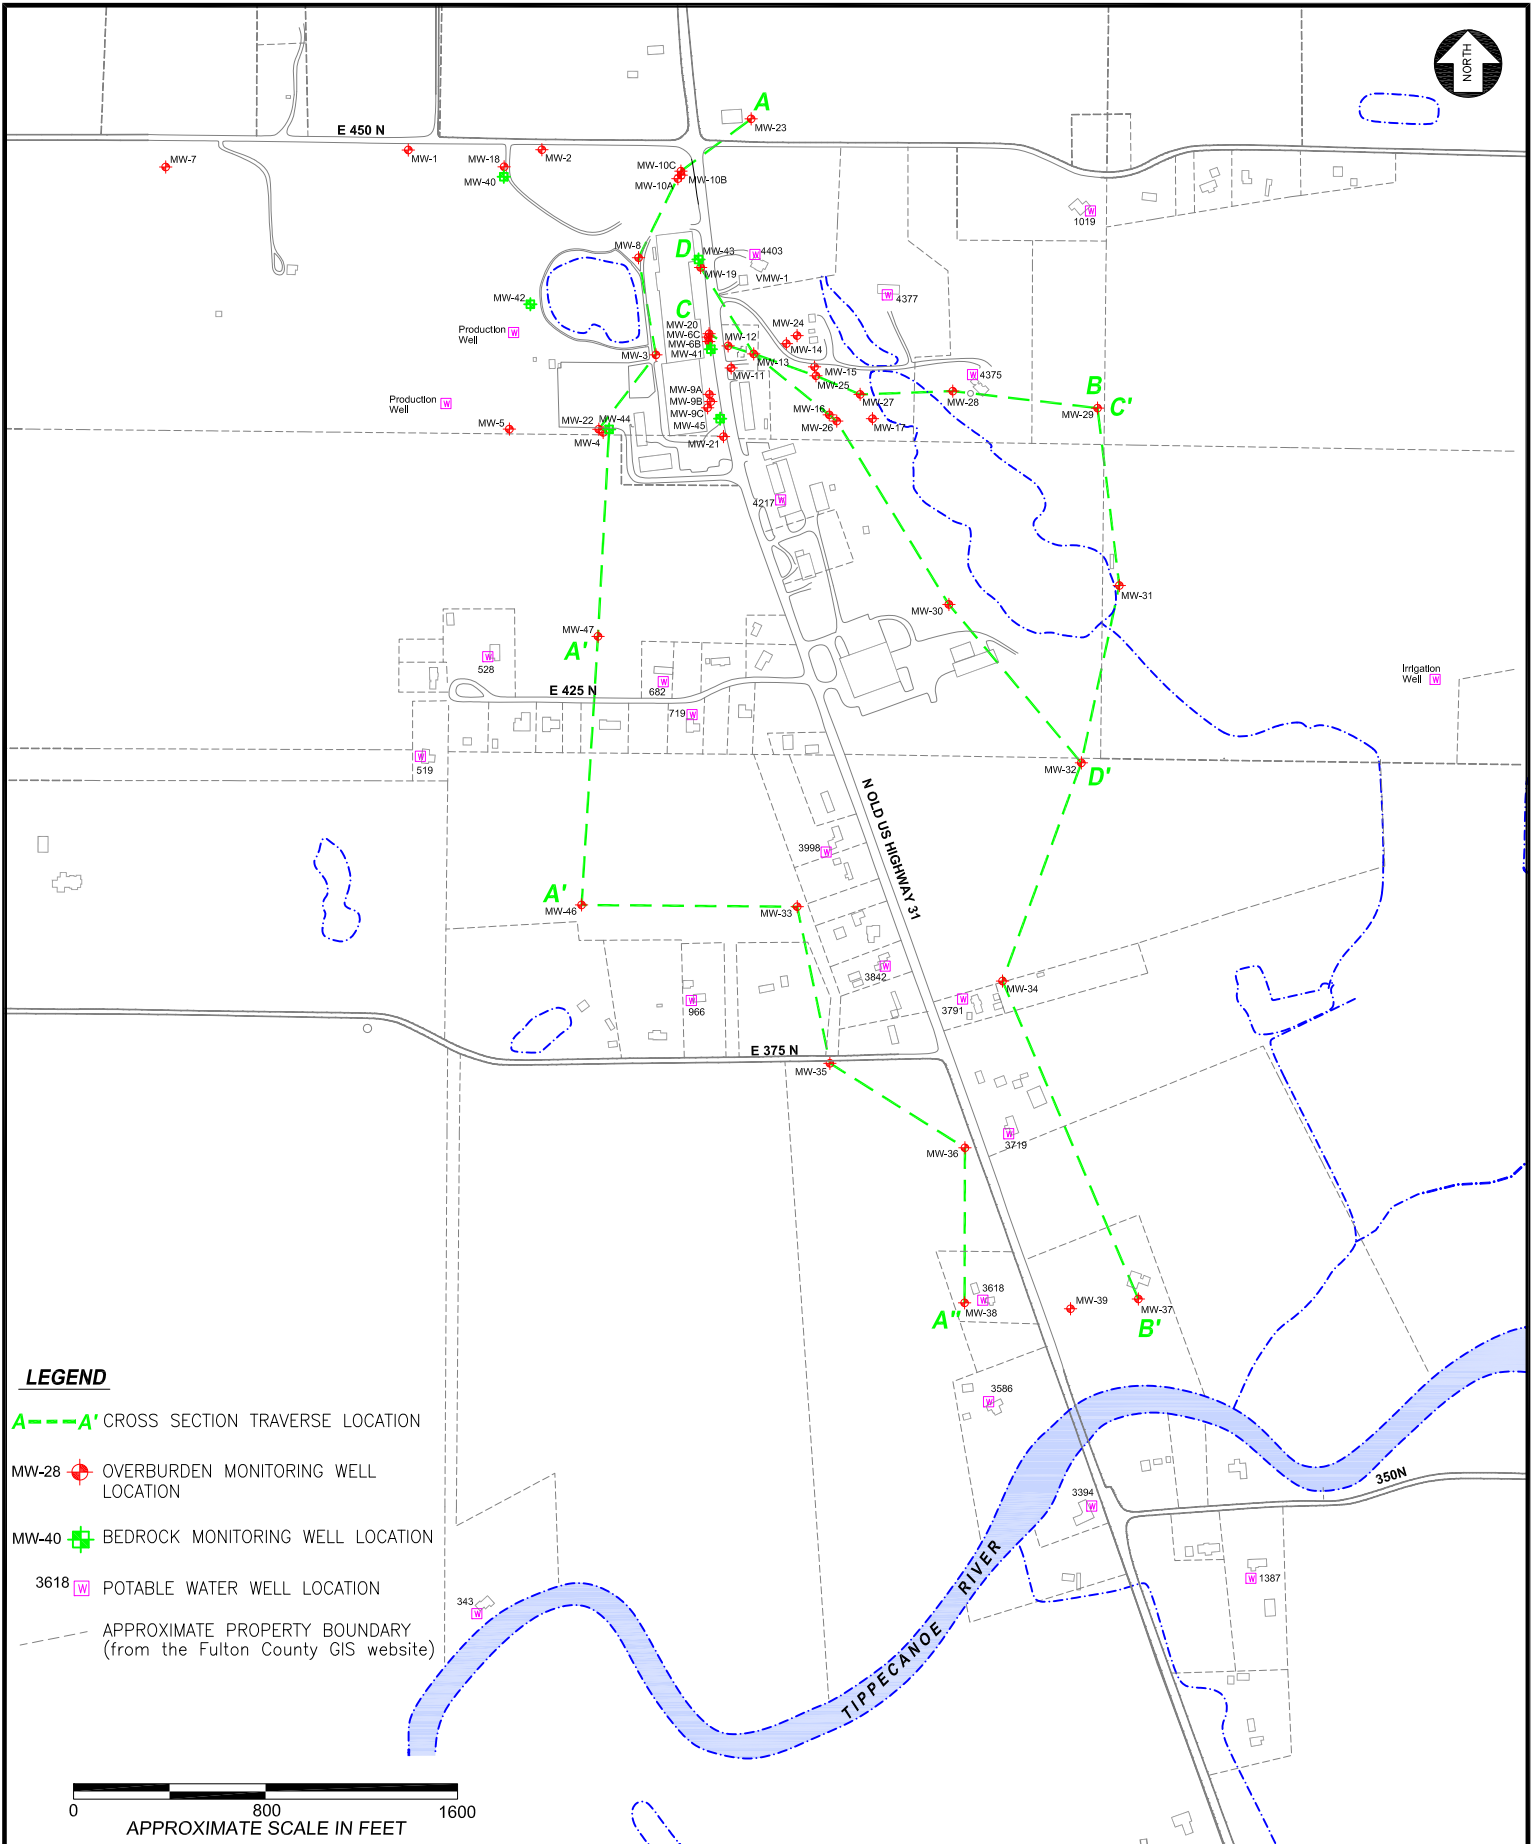 NORTH
A
MW-23
E 450 N
MW-7
MW-1
MW-18
MW-2
MW-40
MW-10C
MW-10B
MW-10A
1019
MW-8
D
MW-43
4403
MW-19
VMW-1
4377
MW-42
C
Production
Well
MW-20
MW-6C
MW-6B
MW-41
MW-12
MW-24
MW-14
MW-3
MW-13
MW-11
MW-15
MW-25
4375
B
Production
Well
MW-9A
MW-9B
MW-9C
MW-45
MW-27
MW-28
MW-29
C'
MW-16
MW-26
MW-17
MW-5
MW-22
MW-44
MW-4
MW-21
4217
MW-31
MW-30
MW-47
A'
528
682
E 425 N
719
Irrigation
Well
519
MW-32
D'
N OLD US HIGHWAY 31
3998
A'
MW-46
MW-33
3842
MW-34
3791
966
E 375 N
MW-35
3719
MW-36
3618
MW-38
A''
MW-39
MW-37
B'
3586
350N
3394
1387
343
TIPPECANOE RIVER
LEGEND
A A' CROSS SECTION TRAVERSE LOCATION
MW-28 OVERBURDEN MONITORING WELL
LOCATION
MW-40 BEDROCK MONITORING WELL LOCATION
3618 W POTABLE WATER WELL LOCATION
APPROXIMATE PROPERTY BOUNDARY
(from the Fulton County GIS website)
0 800 1600
APPROXIMATE SCALE IN FEET